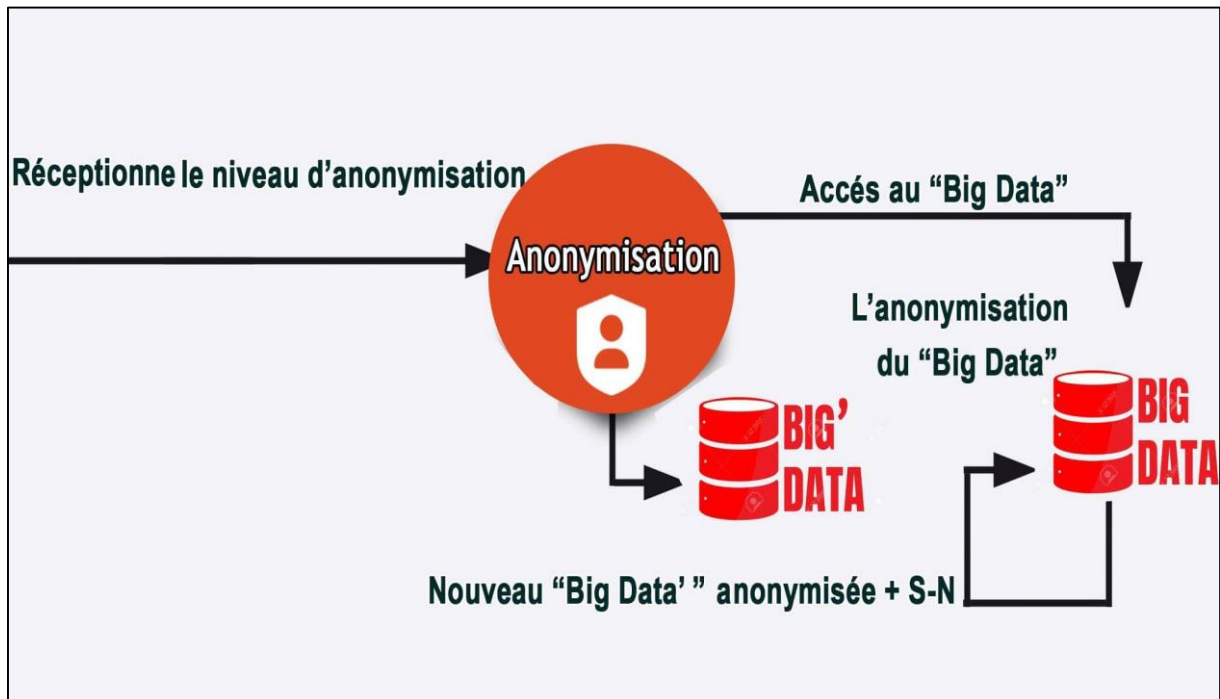 Réceptionne le niveau d’anonymisation
Accés au “Big Data”
Anonymisation
L’anonymisation
du “Big Data”
BIG’
DATA
BIG
DATA
Nouveau “Big Data’ ” anonymisée + S-N